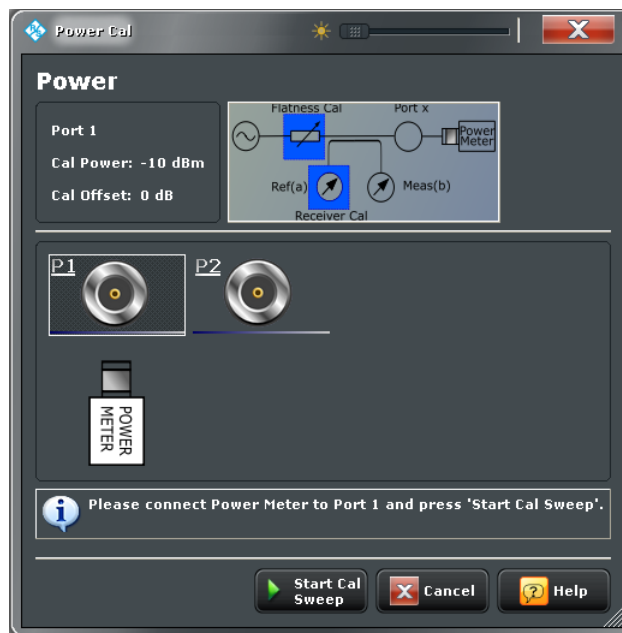 Power Cal
Power
Port 1
Cal Power: -10 dBm
Cal Offset: 0 dB
Flatness Cal
Port x
Power
Meter
Ref(a)
Meas(b)
Receiver Cal
P1
P2
POWER
METER
Please connect Power Meter to Port 1 and press 'Start Cal Sweep'.
Start Cal
Sweep
Cancel
Help